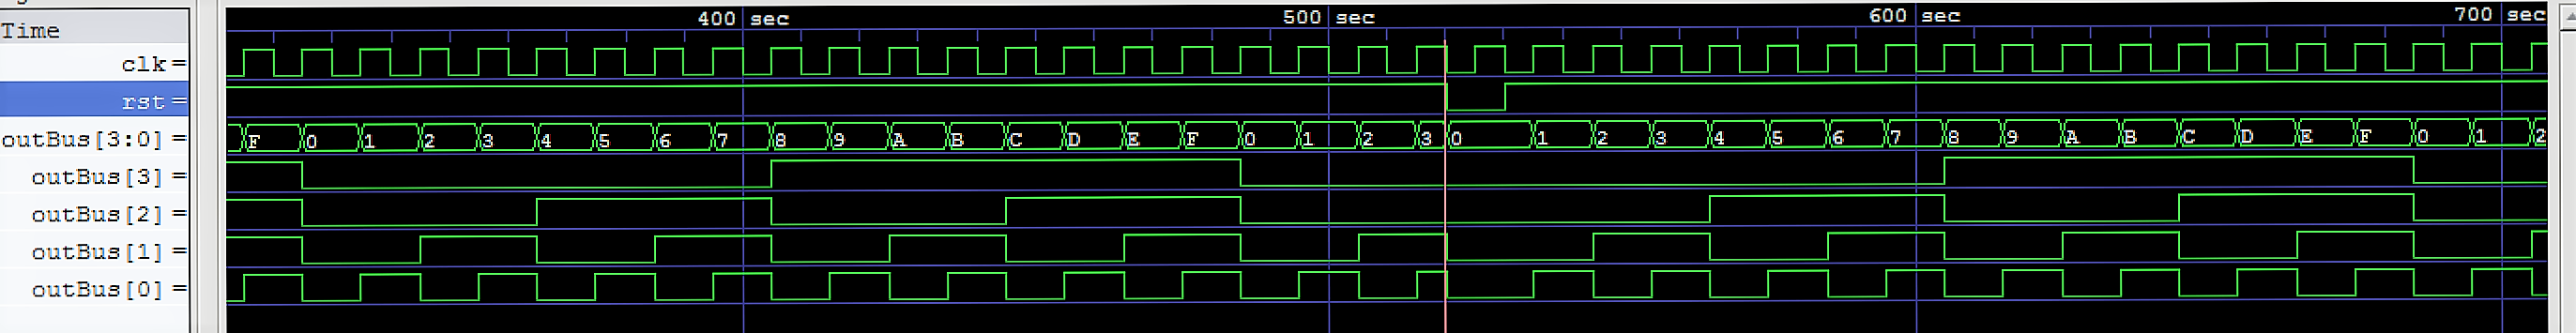 Time
400 sec 500 sec 600 sec 700 sec
clk=
rst=
outBus[3:0]= F 0 1 2 3 4 5 6 7 8 9 A B C D E F 0 1 2 3 0 1 2 3 4 5 6 7 8 9 A B C D E F 0 1 2
outBus[3]=
outBus[2]=
outBus[1]=
outBus[0]=